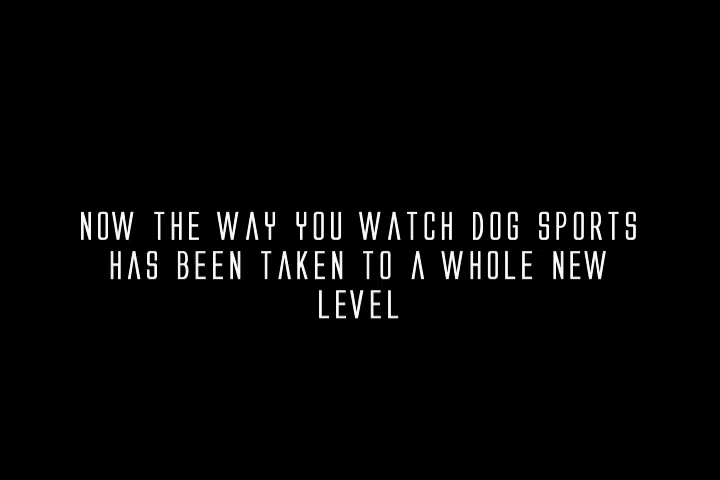 NOW THE WAY YOU WATCH DOG SPORTS
HAS BEEN TAKEN TO A WHOLE NEW
LEVEL